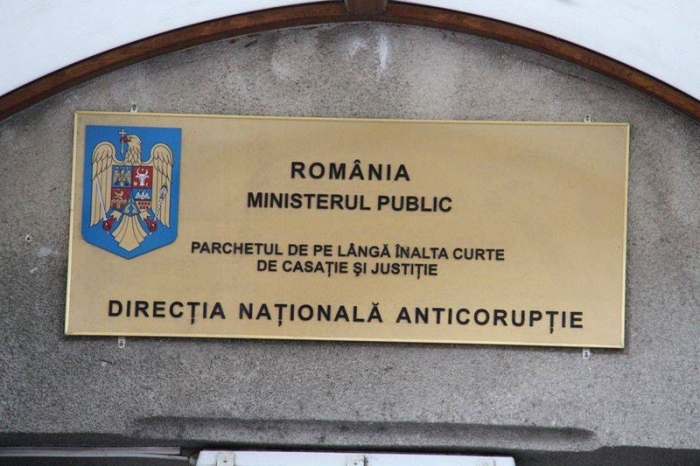 ROMÂNIA
MINISTERUL PUBLIC
PARCHETUL DE PE LÂNGĂ ÎNALTA CURTE
DE CASAȚIE ȘI JUSTIȚIE
DIRECȚIA NAȚIONALĂ ANTICORUPȚIE